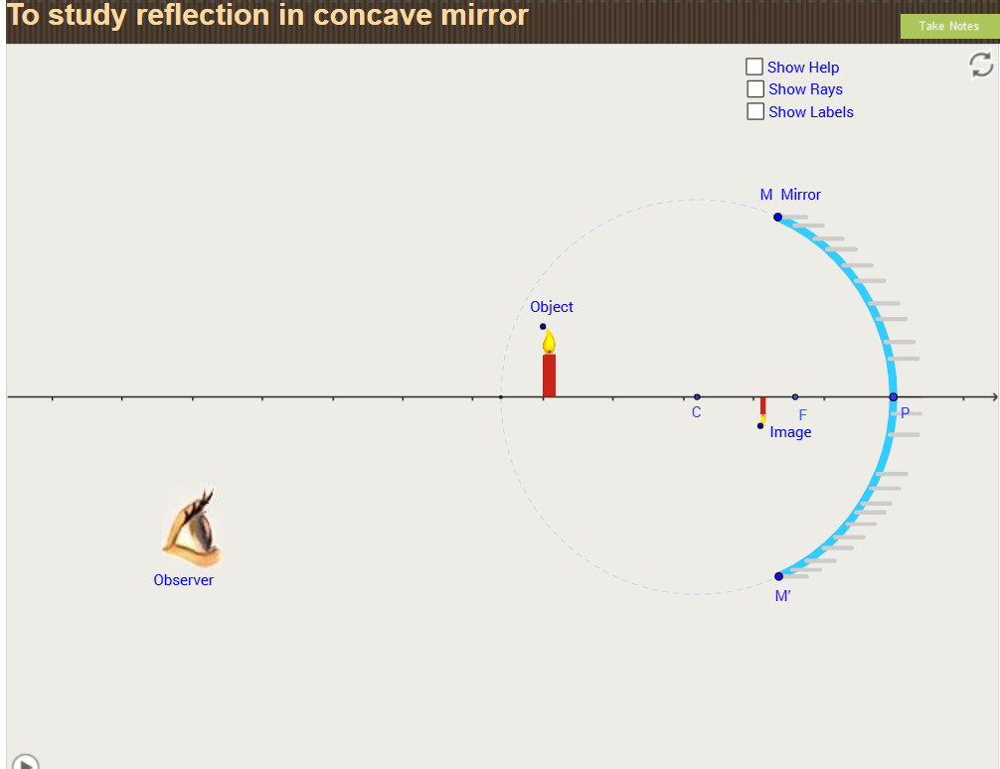 To study reflection in concave mirror
Take Notes
Show Help
Show Rays
Show Labels
M Mirror
Object
C
F
P
Image
Observer
M'